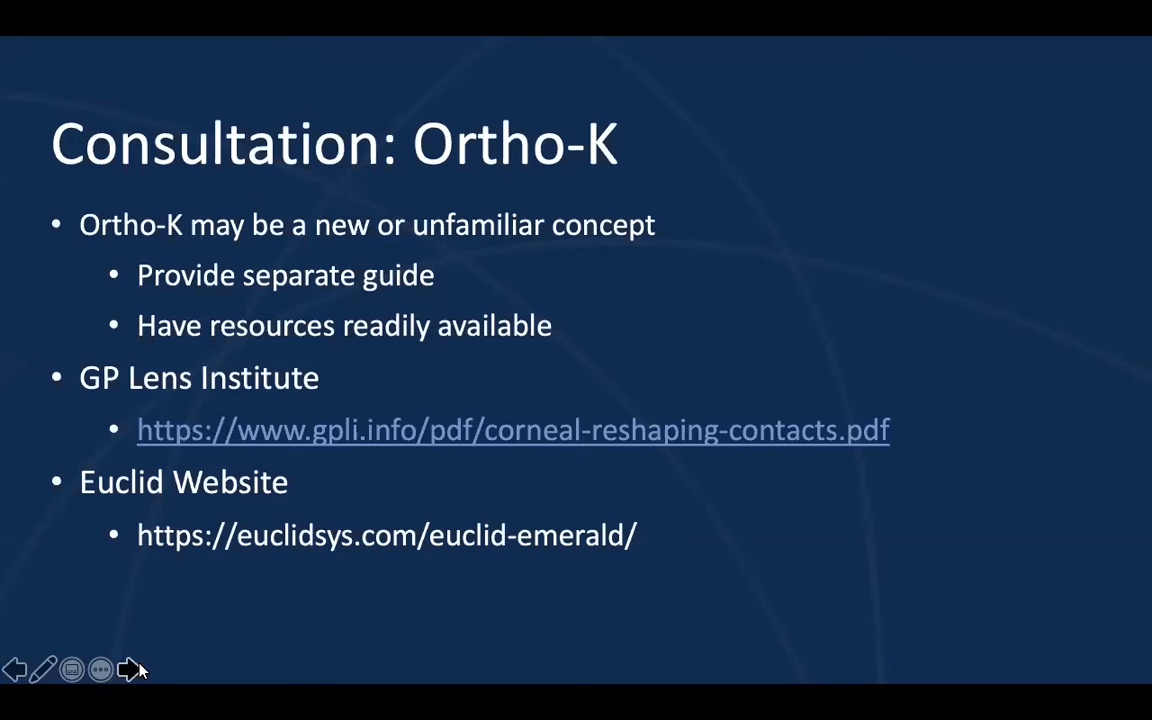 Consultation: Ortho-K
• Ortho-K may be a new or unfamiliar concept
• Provide separate guide
• Have resources readily available
• GP Lens Institute
• https://www.gpli.info/pdf/corneal-reshaping-contacts.pdf
• Euclid Website
• https://euclidsys.com/euclid-emerald/